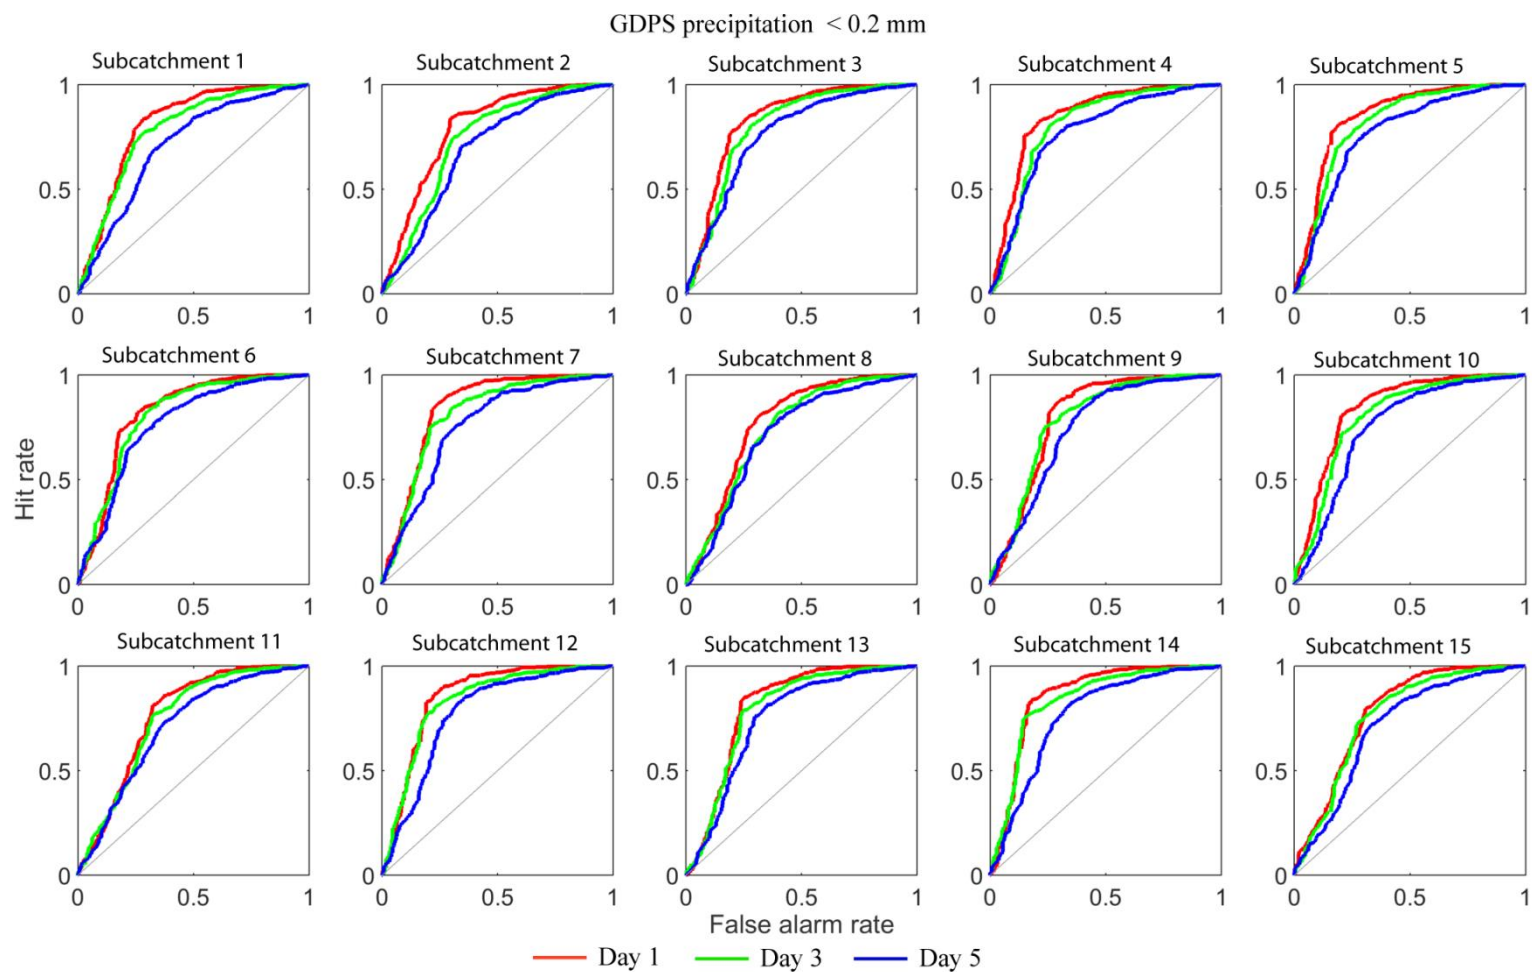 GDPS precipitation < 0.2 mm
Subcatchment 1
Subcatchment 2
Subcatchment 3
Subcatchment 4
Subcatchment 5
1 1 1 1 1
0.5 0.5 0.5 0.5 0.5
0 0 0 0 0
0 0.5 1 0 0.5 1 0 0.5 1 0 0.5 1 0 0.5 1
Subcatchment 6
Subcatchment 7
Subcatchment 8
Subcatchment 9
Subcatchment 10
1 1 1 1 1
Hit rate
0.5 0.5 0.5 0.5 0.5
0 0 0 0 0
0 0.5 1 0 0.5 1 0 0.5 1 0 0.5 1 0 0.5 1
Subcatchment 11
Subcatchment 12
Subcatchment 13
Subcatchment 14
Subcatchment 15
1 1 1 1 1
0.5 0.5 0.5 0.5 0.5
0 0 0 0 0
0 0.5 1 0 0.5 1 0 0.5 1 0 0.5 1 0 0.5 1
False alarm rate
Day 1 Day 3 Day 5